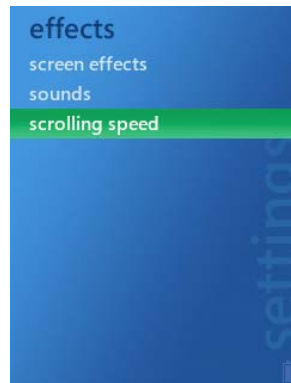 effects
screen effects
sounds
scrolling speed
settings